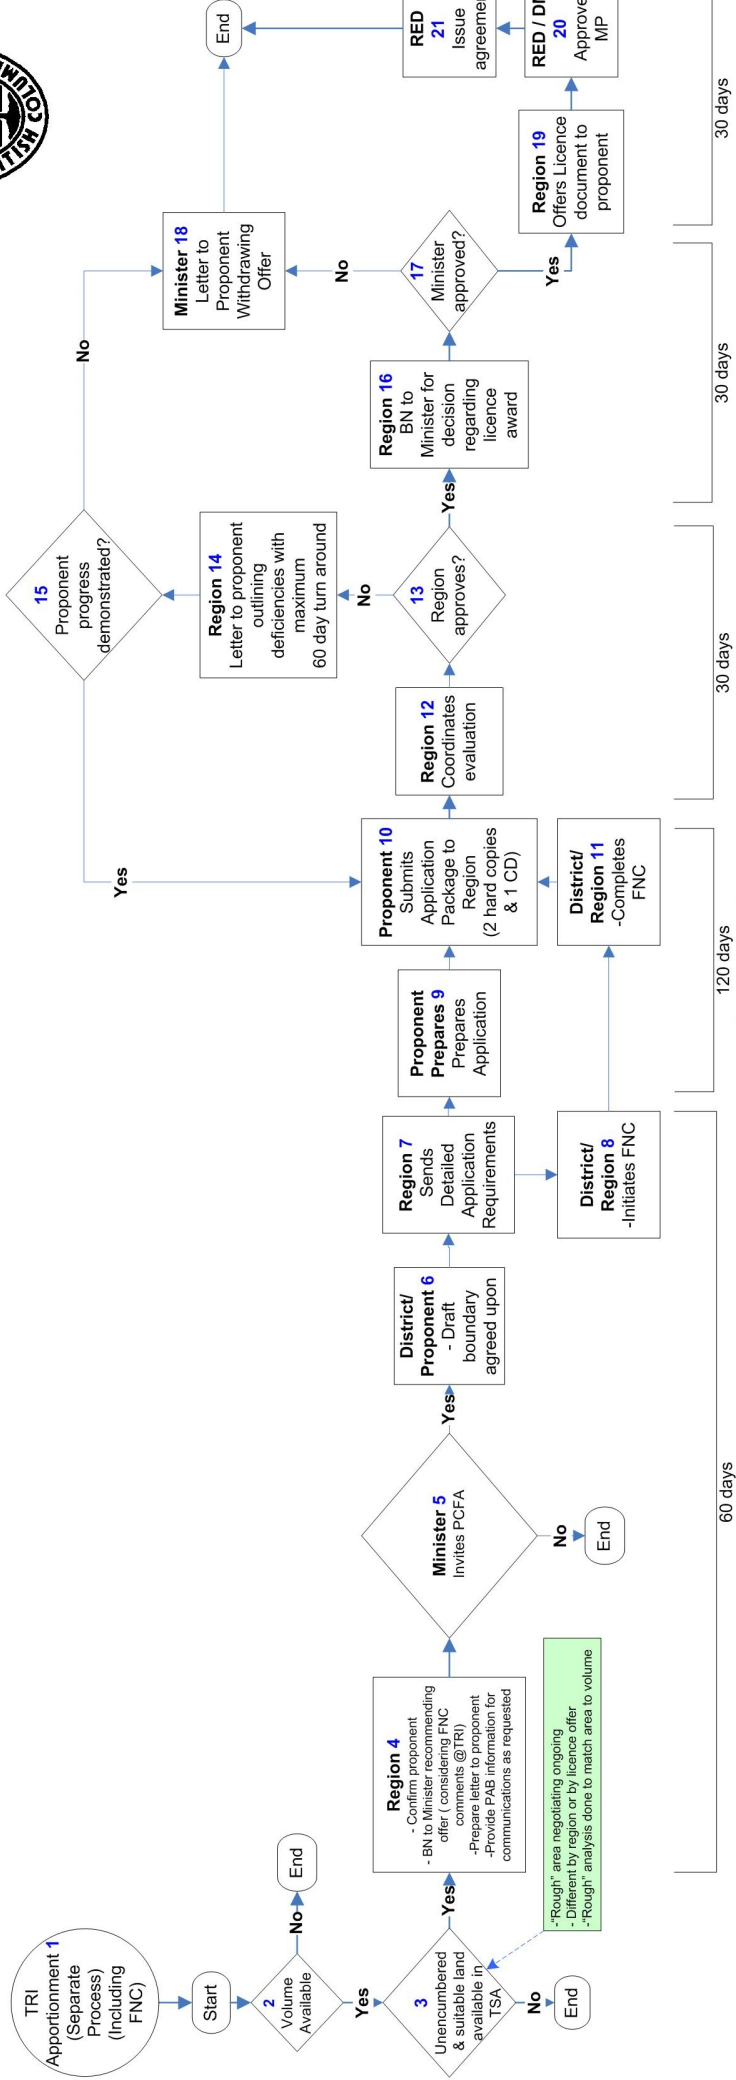 TRI
Apportionment 1
(Separate
Process)
(Including
FNC)
Start
2
Volume
Available
No
End
Yes
3
Unencumbered
& suitable land
available in
TSA
No
End
Yes
-"Rough" area negotiating ongoing
- Different by region or by licence offer
-"Rough" analysis done to match area to volume
Region 4
- Confirm proponent
- BN to Minister recommending
offer ( considering FNC
comments @TRI)
-Prepare letter to proponent
-Provide PAB information for
communications as requested
Minister 5
Invites PCFA
No
End
Yes
District/
Proponent 6
- Draft
boundary
agreed upon
Region 7
Sends
Detailed
Application
Requirements
District/
Region 8
-Initiates FNC
Proponent
Prepares 9
Prepares
Application
Proponent 10
Submits
Application
Package to
Region
(2 hard copies
& 1 CD)
District/
Region 11
-Completes
FNC
Region 12
Coordinates
evaluation
13
Region
approves?
No
Region 14
Letter to proponent
outlining
deficiencies with
maximum
60 day turn around
15
Proponent
progress
demonstrated?
Yes
No
Yes
Region 16
BN to
Minister for
decision
regarding
licence
award
17
Minister
approved?
No
Minister 18
Letter to
Proponent
Withdrawing
Offer
Yes
Region 19
Offers Licence
document to
proponent
RED /
20
Approve
MP
RED
21
Issue
agreement
End
60 days
120 days
30 days
30 days
30 days